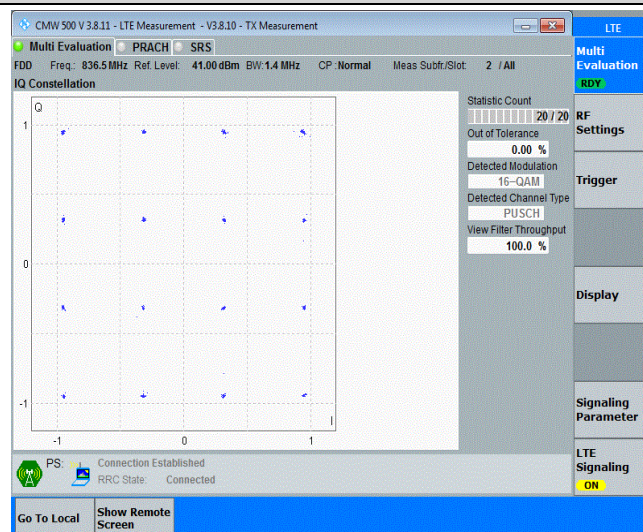 CMW 500 V 3.8.11 - LTE Measurement - V3.8.10 - TX Measurement
LTE
Multi Evaluation PRACH SRS
Multi
Evaluation
RDY
FDD Freq.: 836.5 MHz Ref. Level: 41.00 dBm BW: 1.4 MHz CP : Normal Meas Subfr./Slot: 2 / All
IQ Constellation
Q
1
0
-1
I
-1 0 1
Statistic Count
20 / 20
Out of Tolerance
0.00 %
Detected Modulation
16-QAM
Detected Channel Type
PUSCH
View Filter Throughput
100.0 %
RF
Settings
Trigger
Display
Signaling
Parameter
LTE
Signaling
ON
PS: Connection Established
RRC State: Connected
Go To Local
Show Remote
Screen